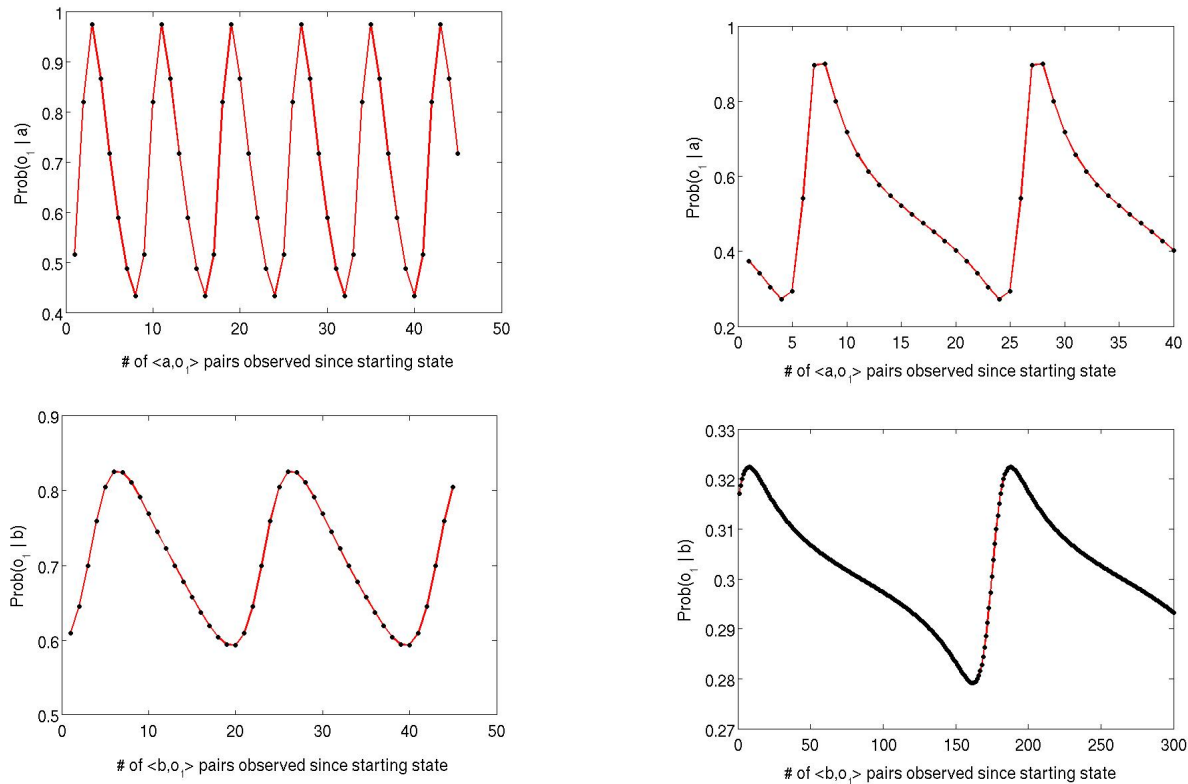 1
0.9
0.8
0.7
0.6
0.5
0.4
0 10 20 30 40 50
Prob(o₁ | a)
# of <a,o₁> pairs observed since starting state
1
0.8
0.6
0.4
0.2
0 5 10 15 20 25 30 35 40
Prob(o₁ | a)
# of <a,o₁> pairs observed since starting state
0.9
0.8
0.7
0.6
0.5
0 10 20 30 40 50
Prob(o₁ | b)
# of <b,o₁> pairs observed since starting state
0.33
0.32
0.31
0.3
0.29
0.28
0.27
0 50 100 150 200 250 300
Prob(o₁ | b)
# of <b,o₁> pairs observed since starting state